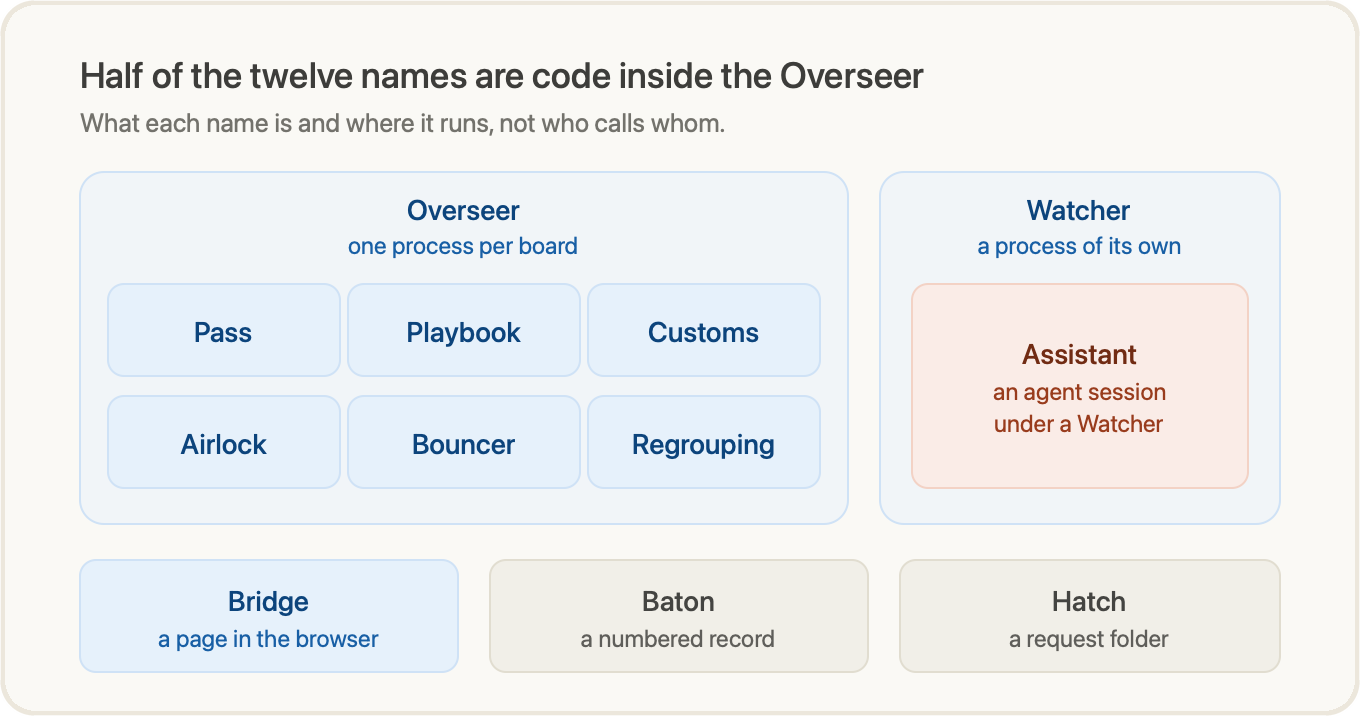 Half of the twelve names are code inside the Overseer
What each name is and where it runs, not who calls whom.
Overseer
one process per board
Pass
Playbook
Customs
Airlock
Bouncer
Regrouping
Watcher
a process of its own
Assistant
an agent session
under a Watcher
Bridge
a page in the browser
Baton
a numbered record
Hatch
a request folder